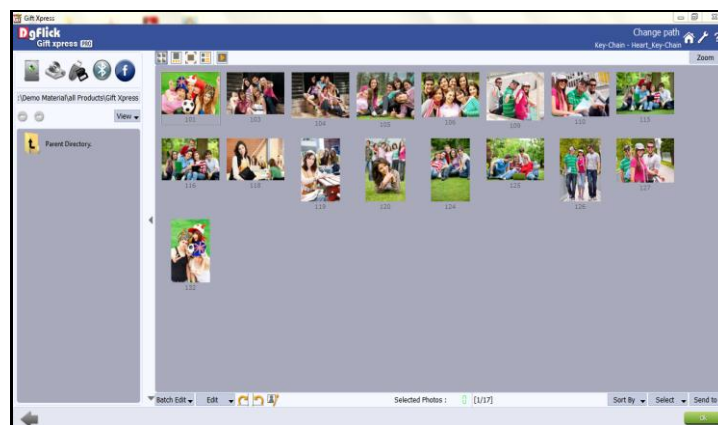 Gift Xpress
DgFlick
Gift xpress PRO
Change path
Key-Chain - Heart_Key-Chain
Zoom
:\Demo Material\all Products\Gift Xpress
View
Parent Directory.
101
103
104
105
106
109
110
113
116
118
119
120
124
125
126
127
132
Batch Edit
Edit
Selected Photos :
[1/17]
Sort By
Select
Send to
ok